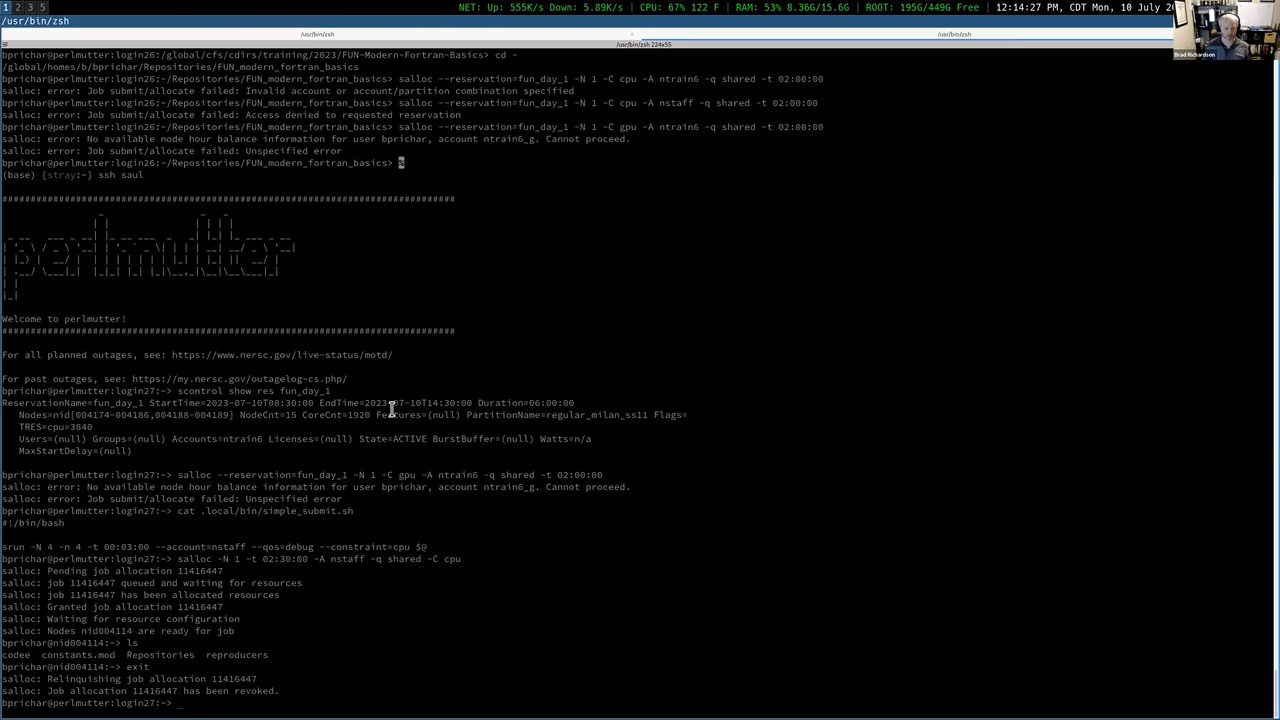 1 2 3 5
NET: Up: 555K/s Down: 5.89K/s | CPU: 67% 122 F | RAM: 53% 8.36G/15.6G | ROOT: 195G/449G Free | 12:14:27 PM, CDT Mon, 10 July 20
/usr/bin/zsh
/usr/bin/zsh
/usr/bin/zsh
/usr/bin/zsh 224x55
Brad Richardson
bprichar@perlmutter:login26:/global/cfs/cdirs/training/2023/FUN-Modern-Fortran-Basics> cd -
/global/homes/b/bprichar/Repositories/FUN_modern_fortran_basics
bprichar@perlmutter:login26:~/Repositories/FUN_modern_fortran_basics> salloc --reservation=fun_day_1 -N 1 -C cpu -A ntrain6 -q shared -t 02:00:00
salloc: error: Job submit/allocate failed: Invalid account or account/partition combination specified
bprichar@perlmutter:login26:~/Repositories/FUN_modern_fortran_basics> salloc --reservation=fun_day_1 -N 1 -C cpu -A nstaff -q shared -t 02:00:00
salloc: error: Job submit/allocate failed: Access denied to requested reservation
bprichar@perlmutter:login26:~/Repositories/FUN_modern_fortran_basics> salloc --reservation=fun_day_1 -N 1 -C gpu -A ntrain6 -q shared -t 02:00:00
salloc: error: No available node hour balance information for user bprichar, account ntrain6_g. Cannot proceed.
salloc: error: Job submit/allocate failed: Unspecified error
bprichar@perlmutter:login26:~/Repositories/FUN_modern_fortran_basics>
(base) [stray:~] ssh saul
###########################################################################################
perlmutter
Welcome to perlmutter!
###########################################################################################
For all planned outages, see: https://www.nersc.gov/live-status/motd/
For past outages, see: https://my.nersc.gov/outagelog-cs.php/
bprichar@perlmutter:login27:~> scontrol show res fun_day_1
ReservationName=fun_day_1 StartTime=2023-07-10T08:30:00 EndTime=2023-07-10T14:30:00 Duration=06:00:00
Nodes=nid[004174-004186,004188-004189] NodeCnt=15 CoreCnt=1920 Features=(null) PartitionName=regular_milan_ss11 Flags=
TRES=cpu=3840
Users=(null) Groups=(null) Accounts=ntrain6 Licenses=(null) State=ACTIVE BurstBuffer=(null) Watts=n/a
MaxStartDelay=(null)
bprichar@perlmutter:login27:~> salloc --reservation=fun_day_1 -N 1 -C gpu -A ntrain6 -q shared -t 02:00:00
salloc: error: No available node hour balance information for user bprichar, account ntrain6_g. Cannot proceed.
salloc: error: Job submit/allocate failed: Unspecified error
bprichar@perlmutter:login27:~> cat .local/bin/simple_submit.sh
#!/bin/bash
srun -N 4 -n 4 -t 00:03:00 --account=nstaff --qos=debug --constraint=cpu $@
bprichar@perlmutter:login27:~> salloc -N 1 -t 02:30:00 -A nstaff -q shared -C cpu
salloc: Pending job allocation 11416447
salloc: job 11416447 queued and waiting for resources
salloc: job 11416447 has been allocated resources
salloc: Granted job allocation 11416447
salloc: Waiting for resource configuration
salloc: Nodes nid004114 are ready for job
bprichar@nid004114:~> ls
codee constants.mod Repositories reproducers
bprichar@nid004114:~> exit
salloc: Relinquishing job allocation 11416447
salloc: Job allocation 11416447 has been revoked.
bprichar@perlmutter:login27:~> _